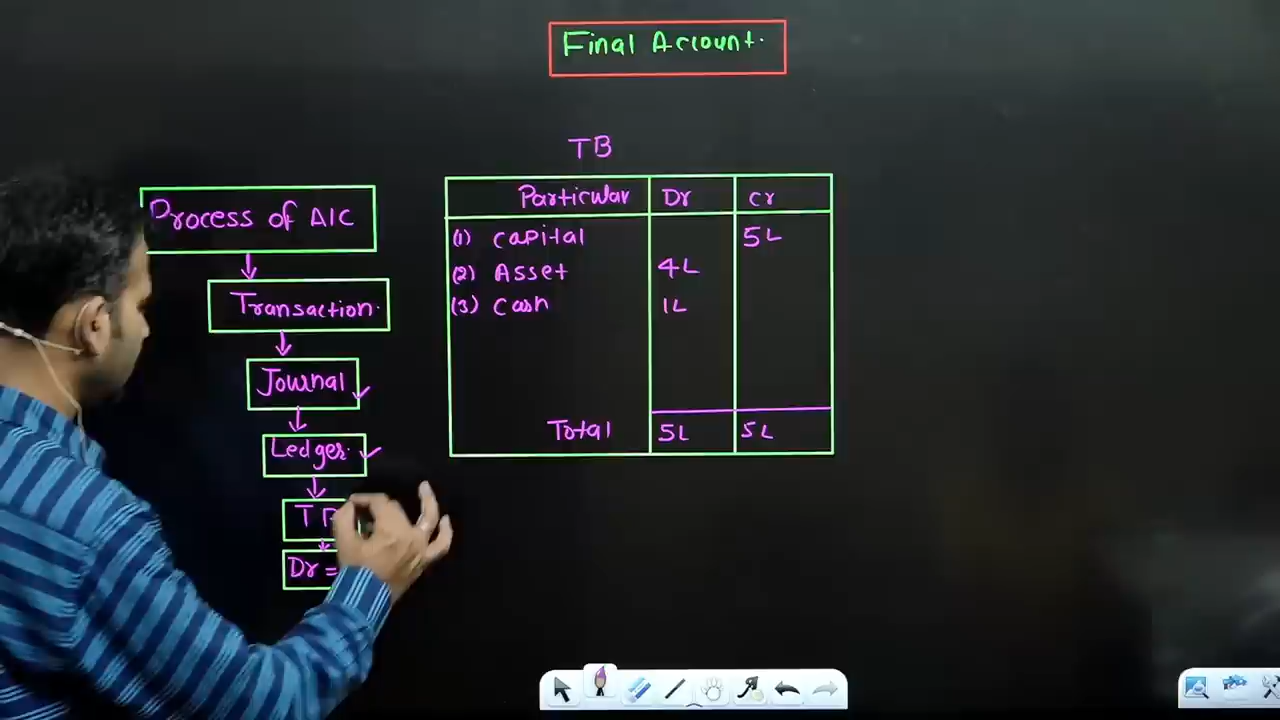 Final Account.
TB
Process of A/C
Transaction.
Journal
Ledger.
T
Dr =
Particular Dr Cr
(1) Capital 5L
(2) Asset 4L
(3) Cash 1L
Total 5L 5L